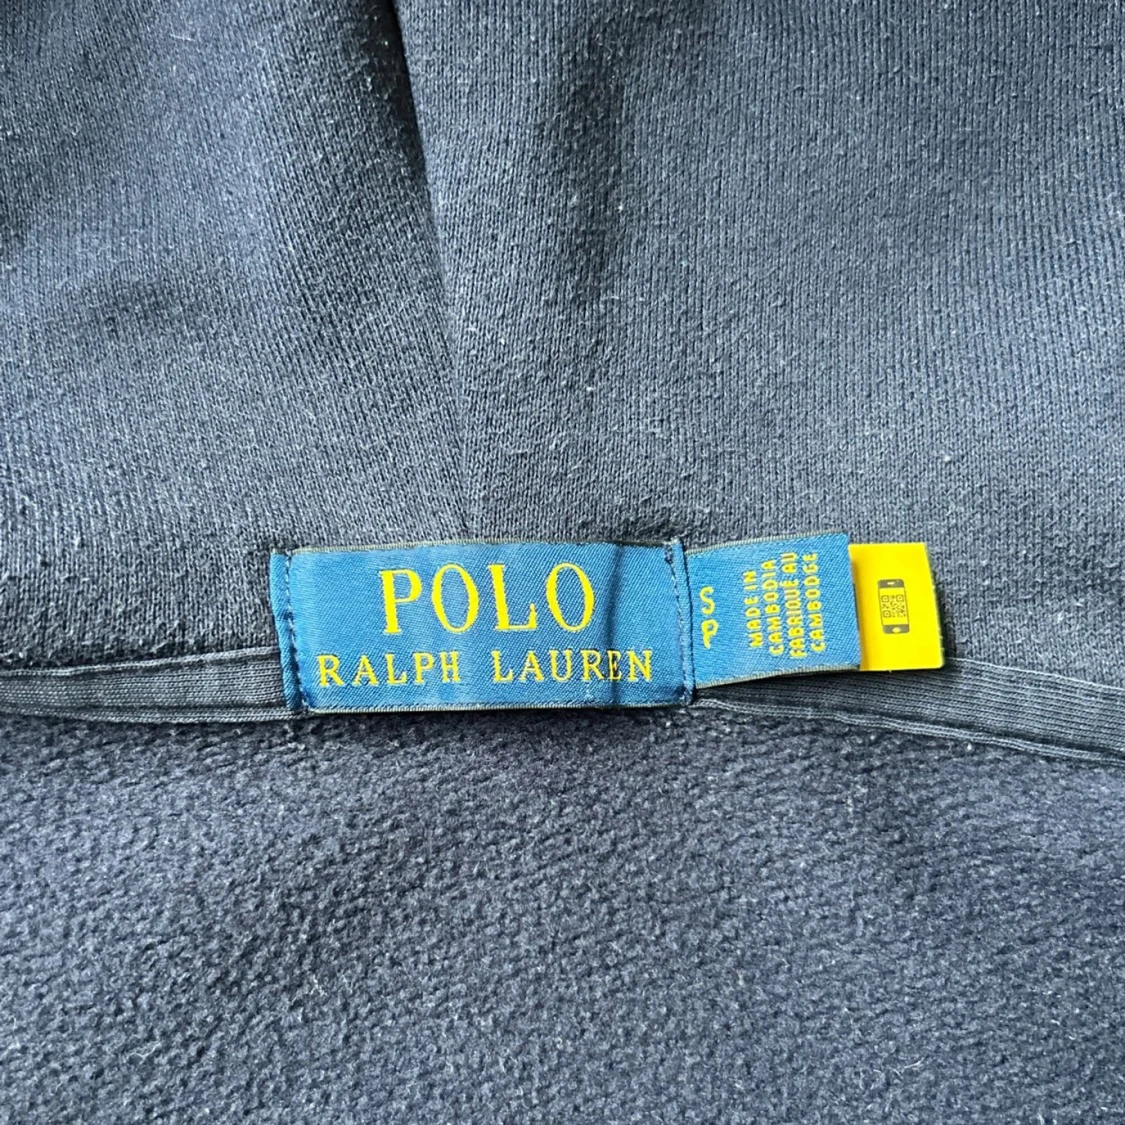 POLO
RALPH LAUREN
S
P
MADE IN
CAMBODIA
FABRIQUÉ AU
CAMBODGE